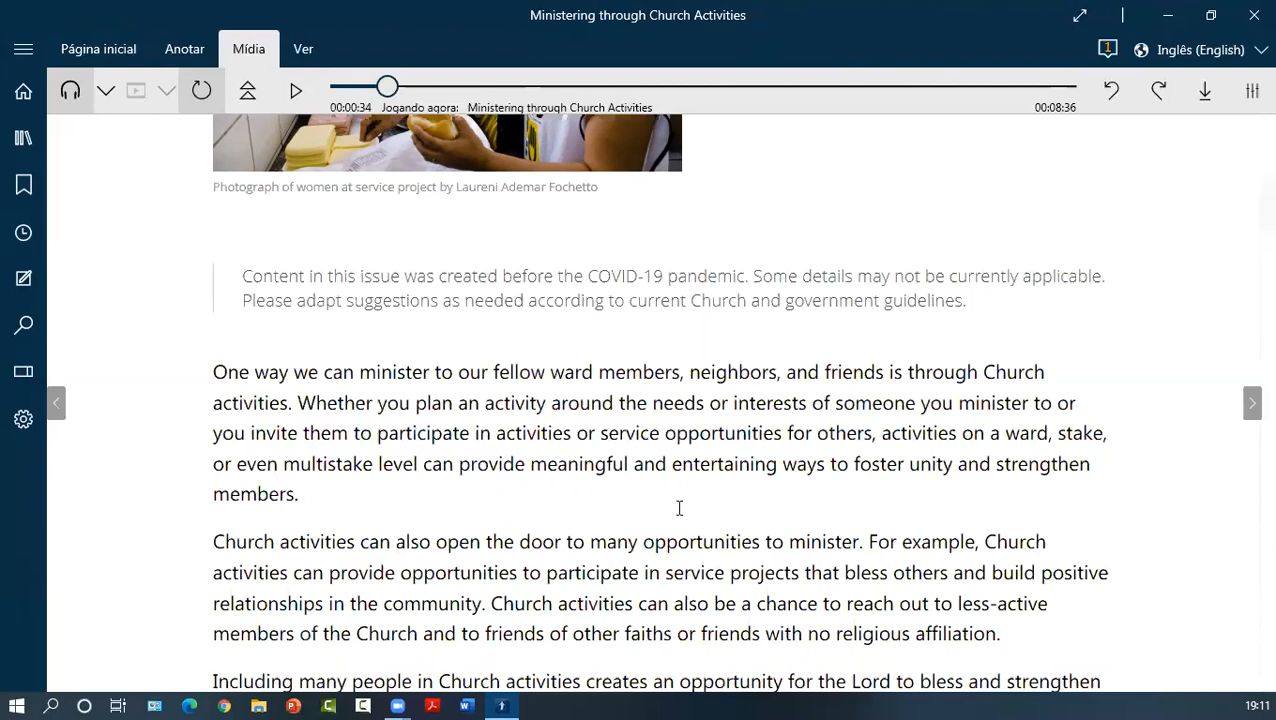 Ministering through Church Activities
Página inicial Anotar Mídia Ver 1 Inglês (English)
00:00:34 Jogando agora: Ministering through Church Activities 00:08:36
Photograph of women at service project by Laureni Ademar Fochetto
Content in this issue was created before the COVID-19 pandemic. Some details may not be currently applicable.
Please adapt suggestions as needed according to current Church and government guidelines.
One way we can minister to our fellow ward members, neighbors, and friends is through Church
activities. Whether you plan an activity around the needs or interests of someone you minister to or
you invite them to participate in activities or service opportunities for others, activities on a ward, stake,
or even multistake level can provide meaningful and entertaining ways to foster unity and strengthen
members.
Church activities can also open the door to many opportunities to minister. For example, Church
activities can provide opportunities to participate in service projects that bless others and build positive
relationships in the community. Church activities can also be a chance to reach out to less-active
members of the Church and to friends of other faiths or friends with no religious affiliation.
Including many people in Church activities creates an opportunity for the Lord to bless and strengthen
19:11